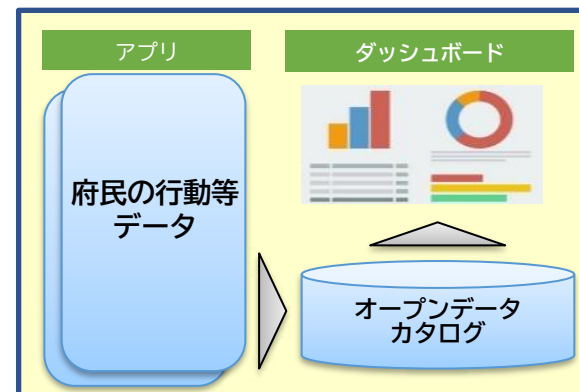 アプリ
ダッシュボード
府民の行動等
データ
オープンデータ
カタログ